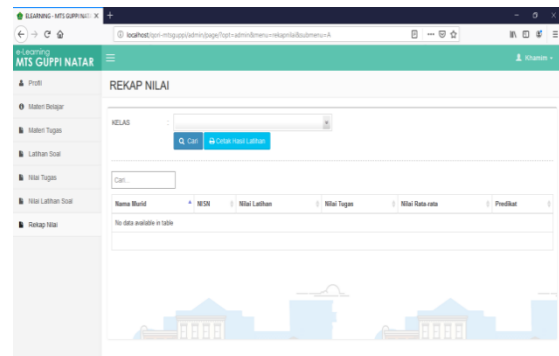 ELEARNING - MTS GUPPI NAT
localhost/qori-mtsguppi/admin/page/?opt=admin&menu=rekapnilai&submenu=A
e-Learning
MTS GUPPI NATAR
Khamim
Profil
REKAP NILAI
Materi Belajar
Materi Tugas
KELAS :
Latihan Soal
Cari
Cetak Hasil Latihan
Nilai Tugas
Cari...
Nilai Latihan Soal
Nama Murid NISN Nilai Latihan Nilai Tugas Nilai Rata-rata Predikat
Rekap Nilai
No data available in table